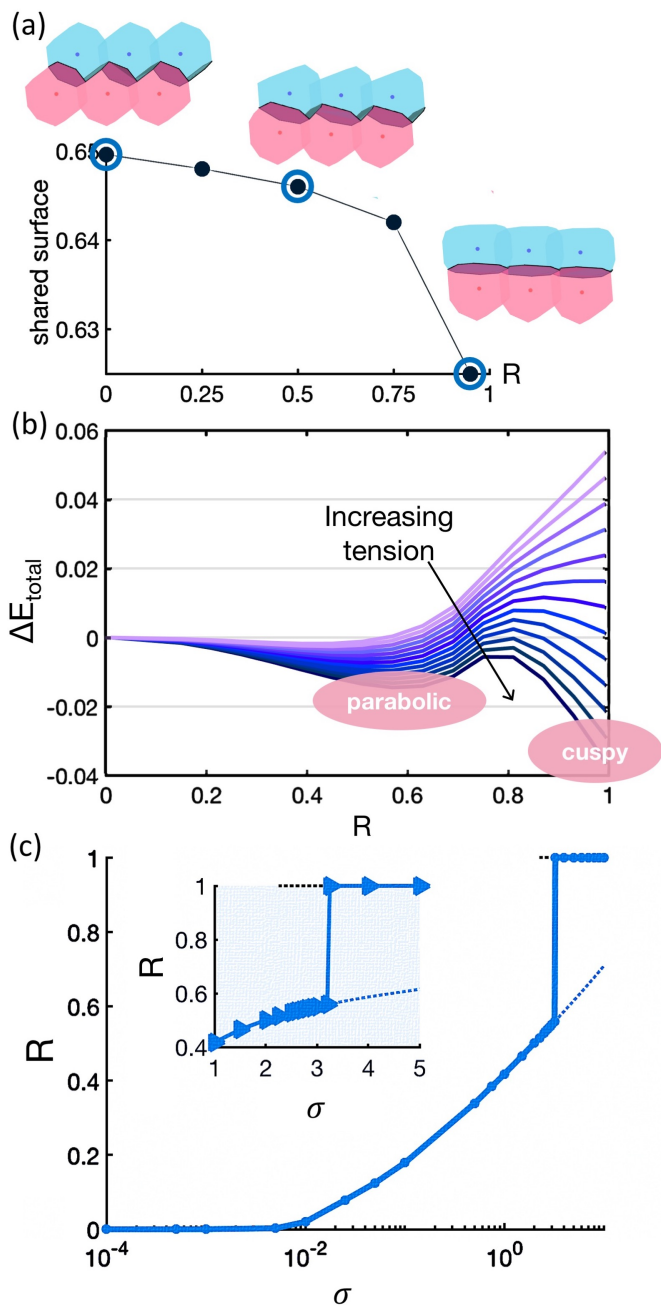 (a)
0.65
0.64
0.63
shared surface
0 0.25 0.5 0.75 1 R
(b)
0.06
0.04
0.02
0
-0.02
-0.04
ΔE_total
Increasing
tension
parabolic
cuspy
0 0.2 0.4 0.6 0.8 1
R
(c)
1
0.8
0.6
0.4
0.2
0
R
1
0.8
0.6
0.4
R
1 2 3 4 5
σ
10^-4 10^-2 10^0
σ